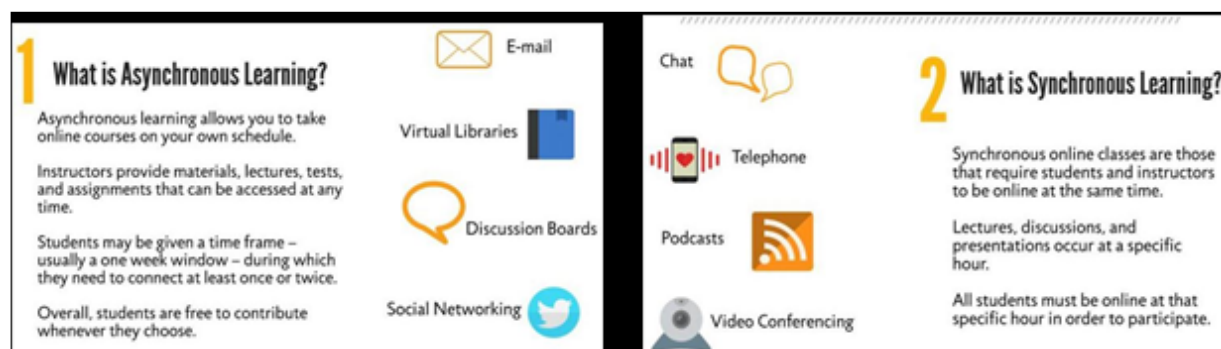 1
What is Asynchronous Learning?
Asynchronous learning allows you to take
online courses on your own schedule.
Instructors provide materials, lectures, tests,
and assignments that can be accessed at any
time.
Students may be given a time frame –
usually a one week window – during which
they need to connect at least once or twice.
Overall, students are free to contribute
whenever they choose.
E-mail
Virtual Libraries
Discussion Boards
Social Networking
Chat
Telephone
Podcasts
Video Conferencing
2
What is Synchronous Learning?
Synchronous online classes are those
that require students and instructors
to be online at the same time.
Lectures, discussions, and
presentations occur at a specific
hour.
All students must be online at that
specific hour in order to participate.